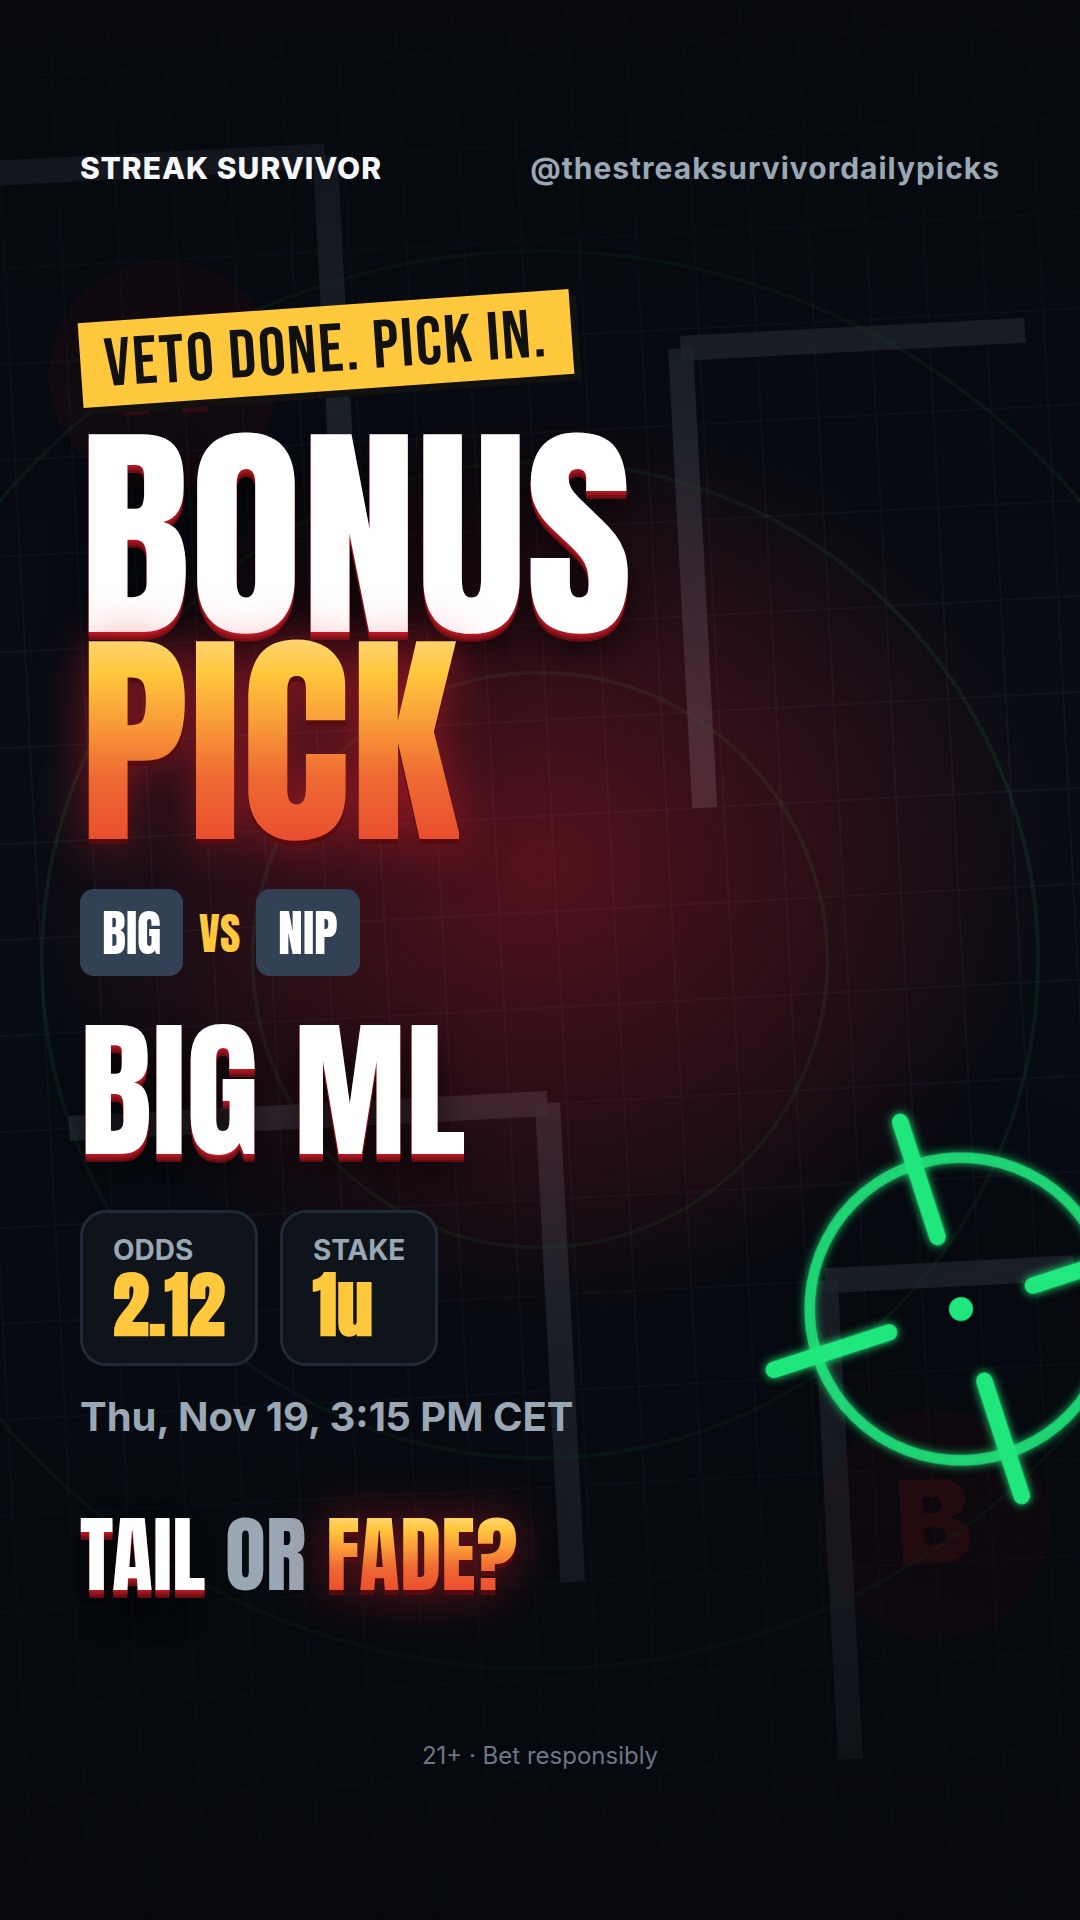 STREAK SURVIVOR @thestreaksurvivordailypicks
VETO DONE. PICK IN.
BONUS
PICK
BIG VS NIP
BIG ML
ODDS STAKE
2.12 1u
Thu, Nov 19, 3:15 PM CET
B
TAIL OR FADE?
21+ · Bet responsibly